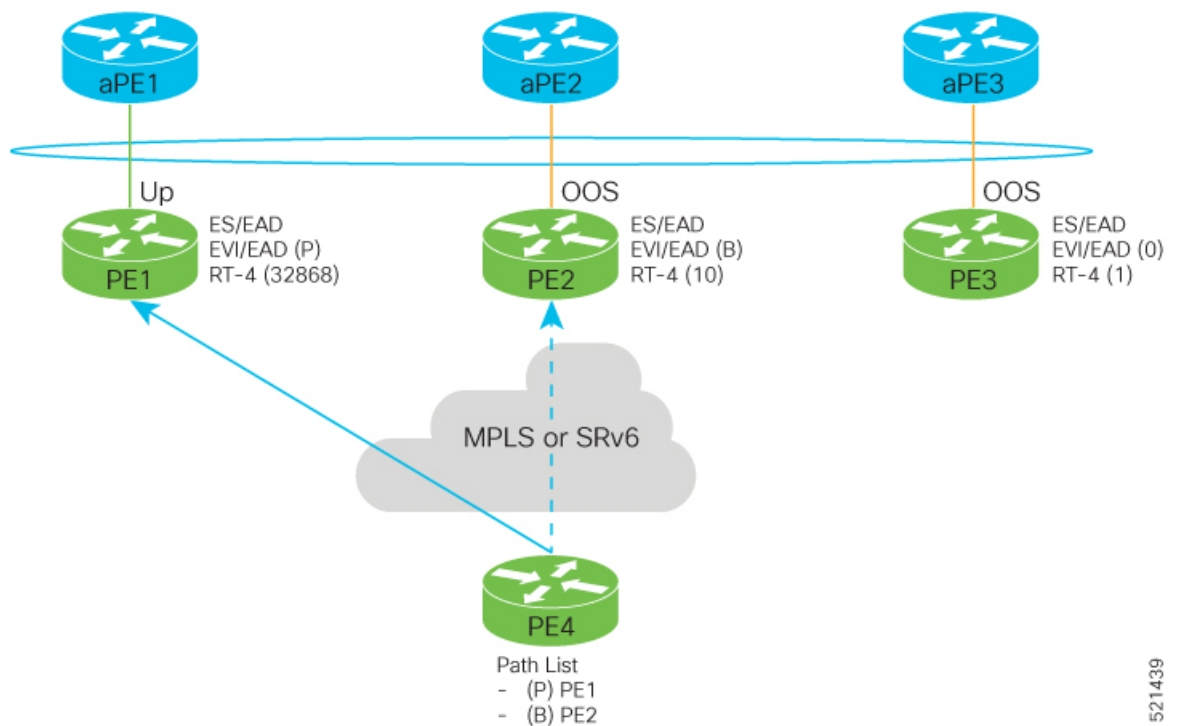 aPE1
aPE2
aPE3
Up
OOS
OOS
PE1
ES/EAD
EVI/EAD (P)
RT-4 (32868)
PE2
ES/EAD
EVI/EAD (B)
RT-4 (10)
PE3
ES/EAD
EVI/EAD (0)
RT-4 (1)
MPLS or SRv6
PE4
Path List
- (P) PE1
- (B) PE2
521439